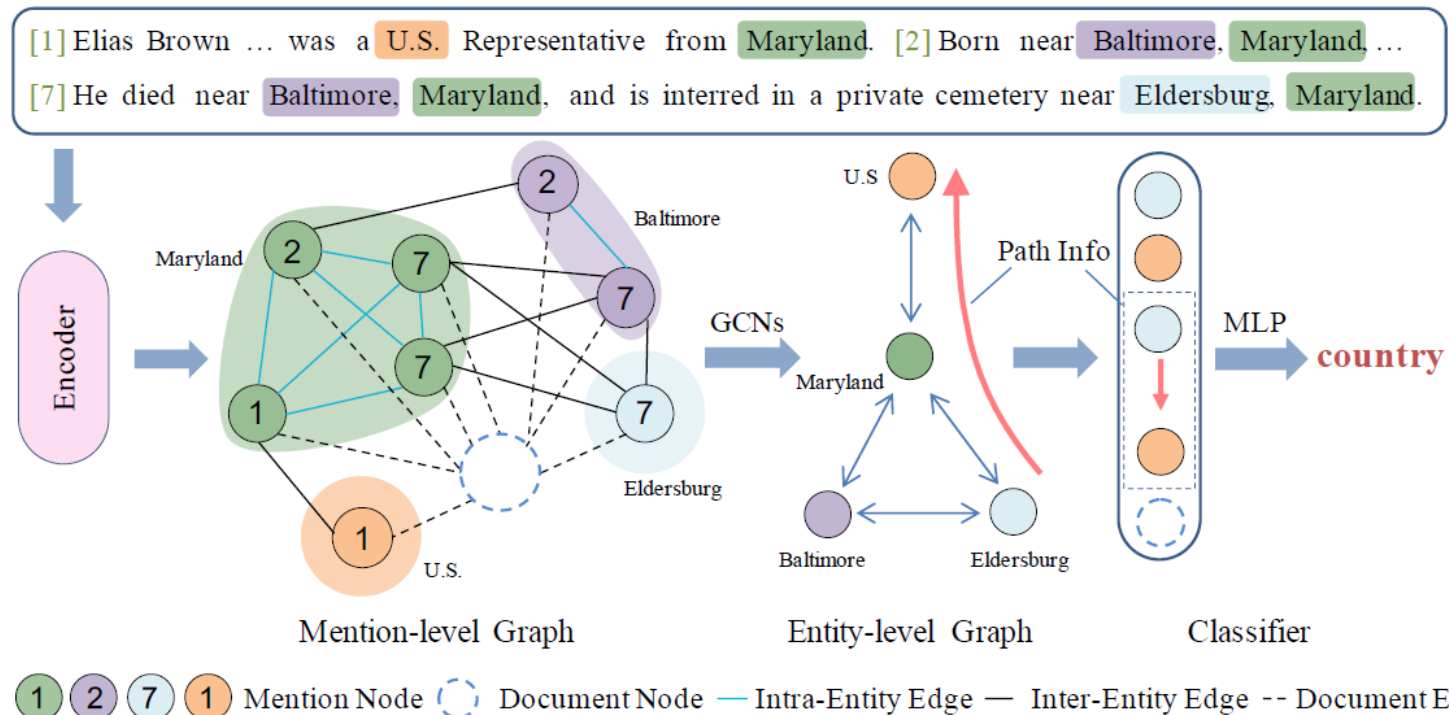 [1] Elias Brown … was a U.S. Representative from Maryland. [2] Born near Baltimore, Maryland, …
[7] He died near Baltimore, Maryland, and is interred in a private cemetery near Eldersburg, Maryland.
Encoder
Maryland
2
7
7
1
2
7
Baltimore
7
Eldersburg
1
U.S.
Mention-level Graph
GCNs
U.S
Maryland
Baltimore
Eldersburg
Entity-level Graph
Path Info
MLP
country
Classifier
1 2 7 1 Mention Node Document Node Intra-Entity Edge Inter-Entity Edge Document E